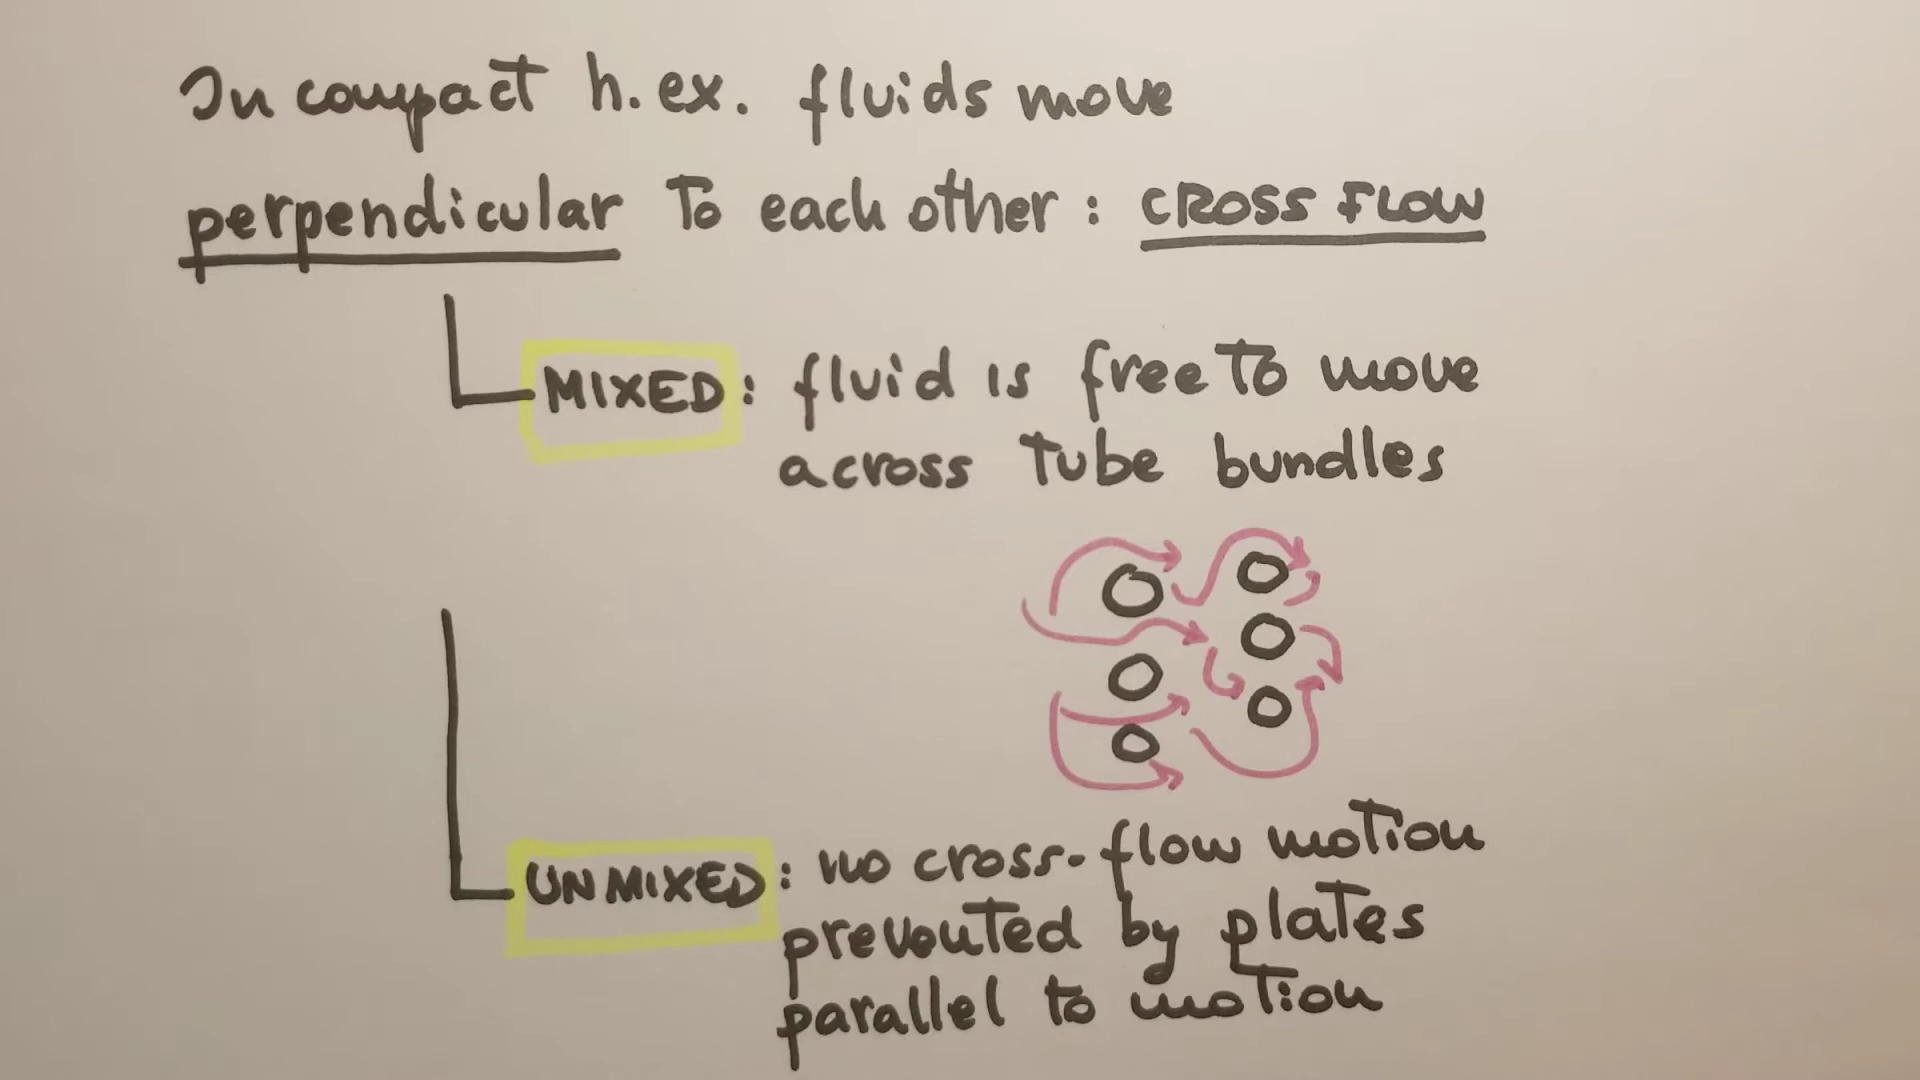 In compact h.ex. fluids move
perpendicular to each other: CROSS FLOW
MIXED: fluid is free to move
across tube bundles
UNMIXED: no cross-flow motion
prevented by plates
parallel to motion